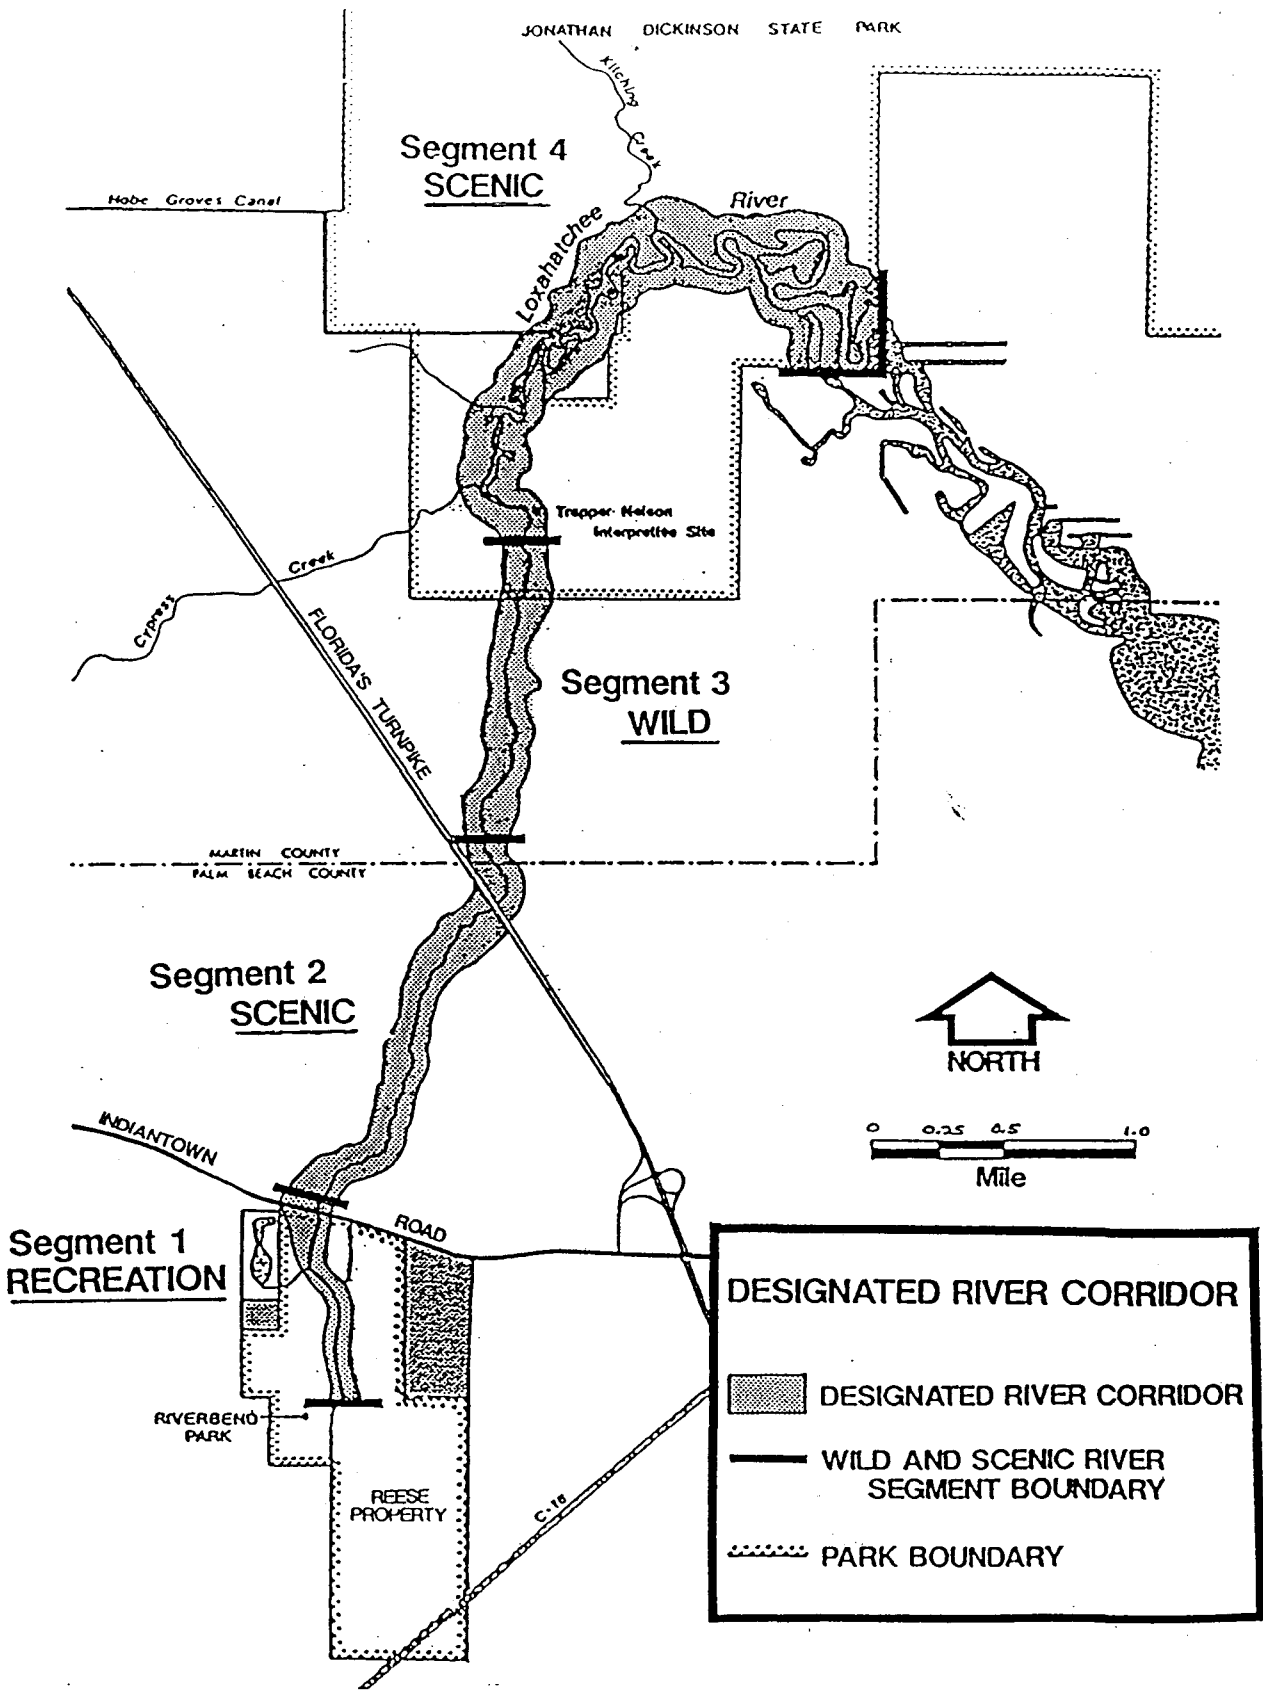 JONATHAN DICKINSON STATE PARK
Kitching
Creek
Segment 4
SCENIC
Hobe Groves Canal
Loxahatchee
River
Trapper Nelson
Interpretive Site
Creek
Cypress
FLORIDA'S TURNPIKE
Segment 3
WILD
MARTIN COUNTY
PALM BEACH COUNTY
Segment 2
SCENIC
NORTH
0 0.25 0.5 1.0
Mile
INDIANTOWN
ROAD
Segment 1
RECREATION
RIVERBEND
PARK
REESE
PROPERTY
C-18
DESIGNATED RIVER CORRIDOR
DESIGNATED RIVER CORRIDOR
WILD AND SCENIC RIVER
SEGMENT BOUNDARY
PARK BOUNDARY